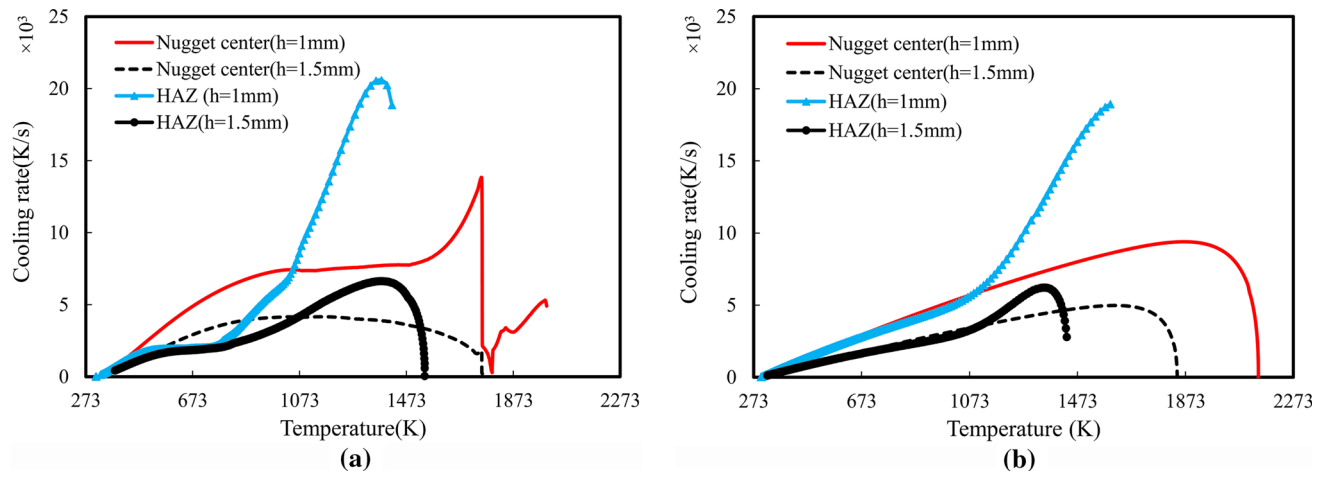 25
20
15
10
5
0
×10³
Cooling rate(K/s)
Nugget center(h=1mm)
Nugget center(h=1.5mm)
HAZ (h=1mm)
HAZ(h=1.5mm)
273 673 1073 1473 1873 2273
Temperature(K)
(a)
25
20
15
10
5
0
×10³
Cooling rate(K/s)
Nugget center(h=1mm)
Nugget center(h=1.5mm)
HAZ(h=1mm)
HAZ(h=1.5mm)
273 673 1073 1473 1873 2273
Temperature (K)
(b)